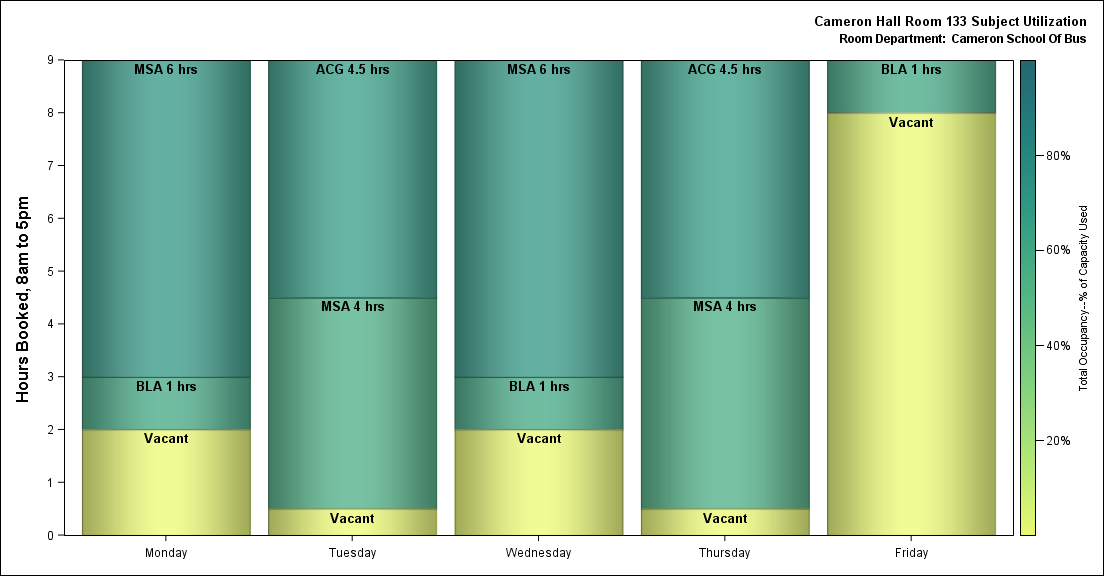 Cameron Hall Room 133 Subject Utilization
Room Department: Cameron School Of Bus
Hours Booked, 8am to 5pm
9
8
7
6
5
4
3
2
1
0
MSA 6 hrs
BLA 1 hrs
Vacant
ACG 4.5 hrs
MSA 4 hrs
Vacant
MSA 6 hrs
BLA 1 hrs
Vacant
ACG 4.5 hrs
MSA 4 hrs
Vacant
BLA 1 hrs
Vacant
Monday
Tuesday
Wednesday
Thursday
Friday
80%
60%
40%
20%
Total Occupancy--% of Capacity Used